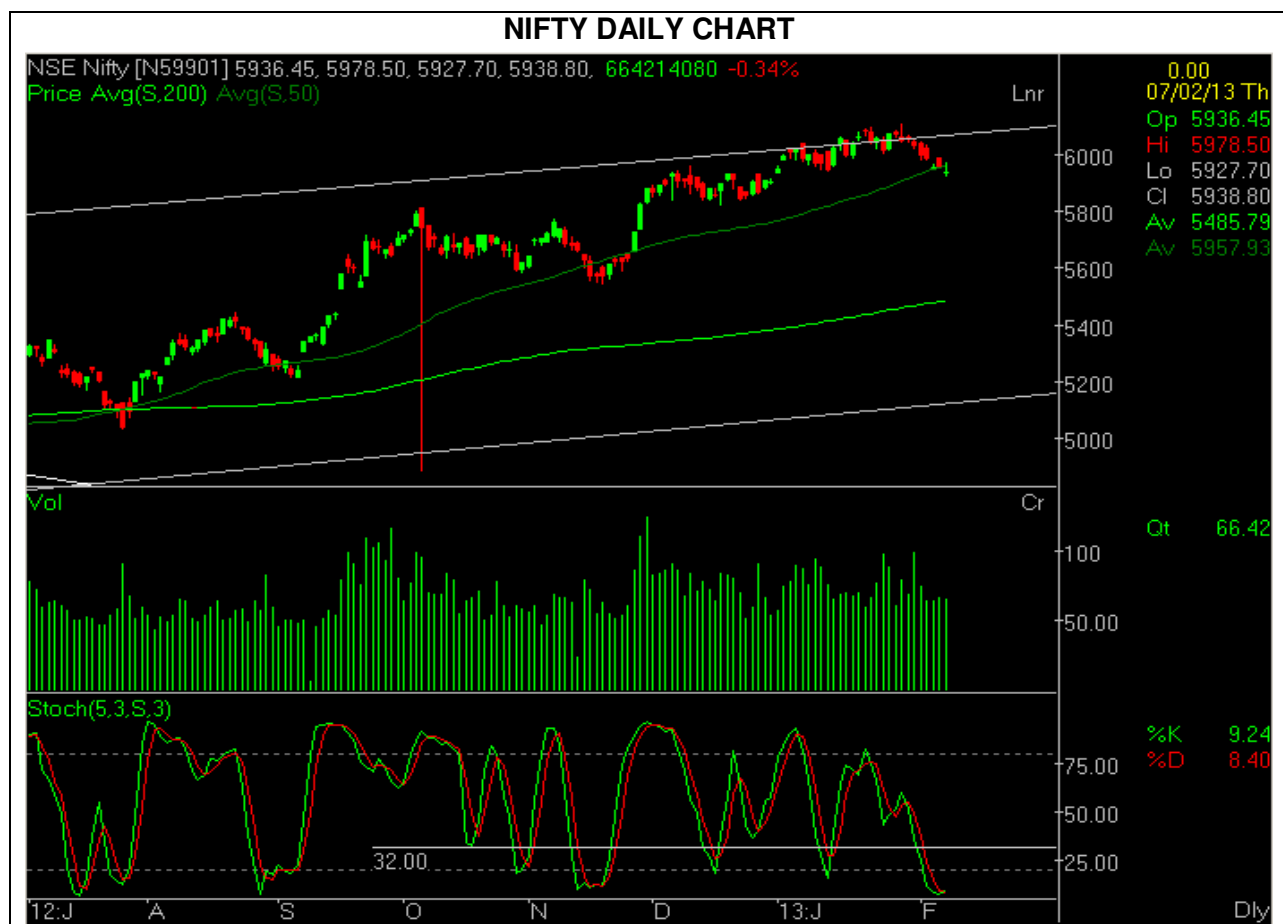 NIFTY DAILY CHART
NSE Nifty [N59901] 5936.45, 5978.50, 5927.70, 5938.80, 664214080 -0.34%
Price Avg(S,200) Avg(S,50)
Lnr
0.00
07/02/13 Th
Op 5936.45
Hi 5978.50
Lo 5927.70
Cl 5938.80
Av 5485.79
Av 5957.93
6000
5800
5600
5400
5200
5000
Vol
Cr
Qt 66.42
100
50.00
Stoch(5,3,S,3)
%K 9.24
%D 8.40
75.00
50.00
25.00
32.00
12:J A S O N D 13:J F
Dly